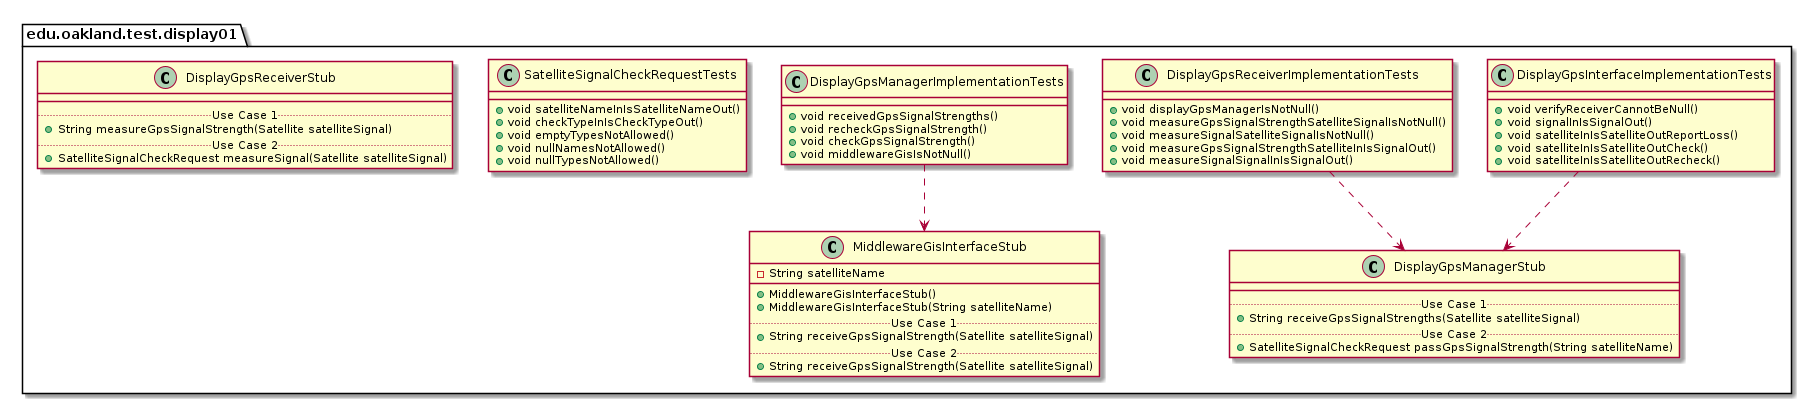 edu.oakland.test.display01
C DisplayGpsReceiverStub
Use Case 1
String measureGpsSignalStrength(Satellite satelliteSignal)
Use Case 2
SatelliteSignalCheckRequest measureSignal(Satellite satelliteSignal)
C SatelliteSignalCheckRequestTests
void satelliteNameInIsSatelliteNameOut()
void checkTypeInIsCheckTypeOut()
void emptyTypesNotAllowed()
void nullNamesNotAllowed()
void nullTypesNotAllowed()
C DisplayGpsManagerImplementationTests
void receivedGpsSignalStrengths()
void recheckGpsSignalStrength()
void checkGpsSignalStrength()
void middlewareGisIsNotNull()
C DisplayGpsReceiverImplementationTests
void displayGpsManagerIsNotNull()
void measureGpsSignalStrengthSatelliteSignalIsNotNull()
void measureSignalSatelliteSignalIsNotNull()
void measureGpsSignalStrengthSatelliteInIsSignalOut()
void measureSignalSignalInIsSignalOut()
C DisplayGpsInterfaceImplementationTests
void verifyReceiverCannotBeNull()
void signalInIsSignalOut()
void satelliteInIsSatelliteOutReportLoss()
void satelliteInIsSatelliteOutCheck()
void satelliteInIsSatelliteOutRecheck()
C MiddlewareGisInterfaceStub
String satelliteName
MiddlewareGisInterfaceStub()
MiddlewareGisInterfaceStub(String satelliteName)
Use Case 1
String receiveGpsSignalStrength(Satellite satelliteSignal)
Use Case 2
String receiveGpsSignalStrength(Satellite satelliteSignal)
C DisplayGpsManagerStub
Use Case 1
String receiveGpsSignalStrengths(Satellite satelliteSignal)
Use Case 2
SatelliteSignalCheckRequest passGpsSignalStrength(String satelliteName)